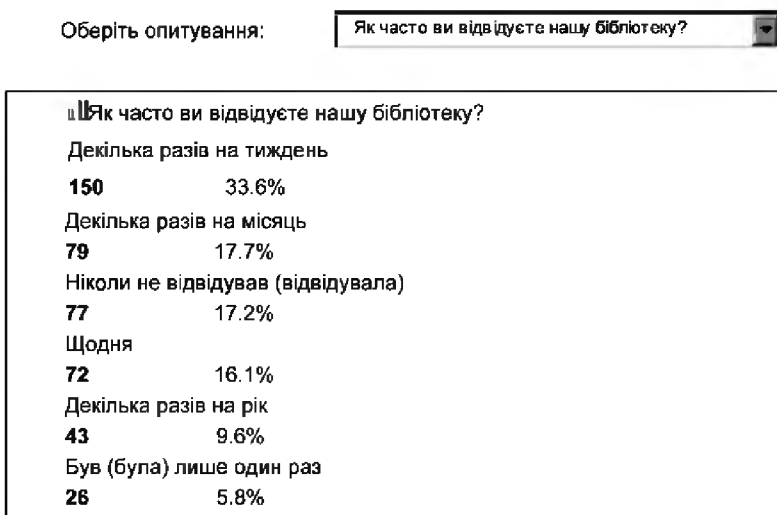 Оберіть опитування:
Як часто ви відвідуєте нашу бібліотеку?
Як часто ви відвідуєте нашу бібліотеку?
Декілька разів на тиждень
150 33.6%
Декілька разів на місяць
79 17.7%
Ніколи не відвідував (відвідувала)
77 17.2%
Щодня
72 16.1%
Декілька разів на рік
43 9.6%
Був (була) лише один раз
26 5.8%